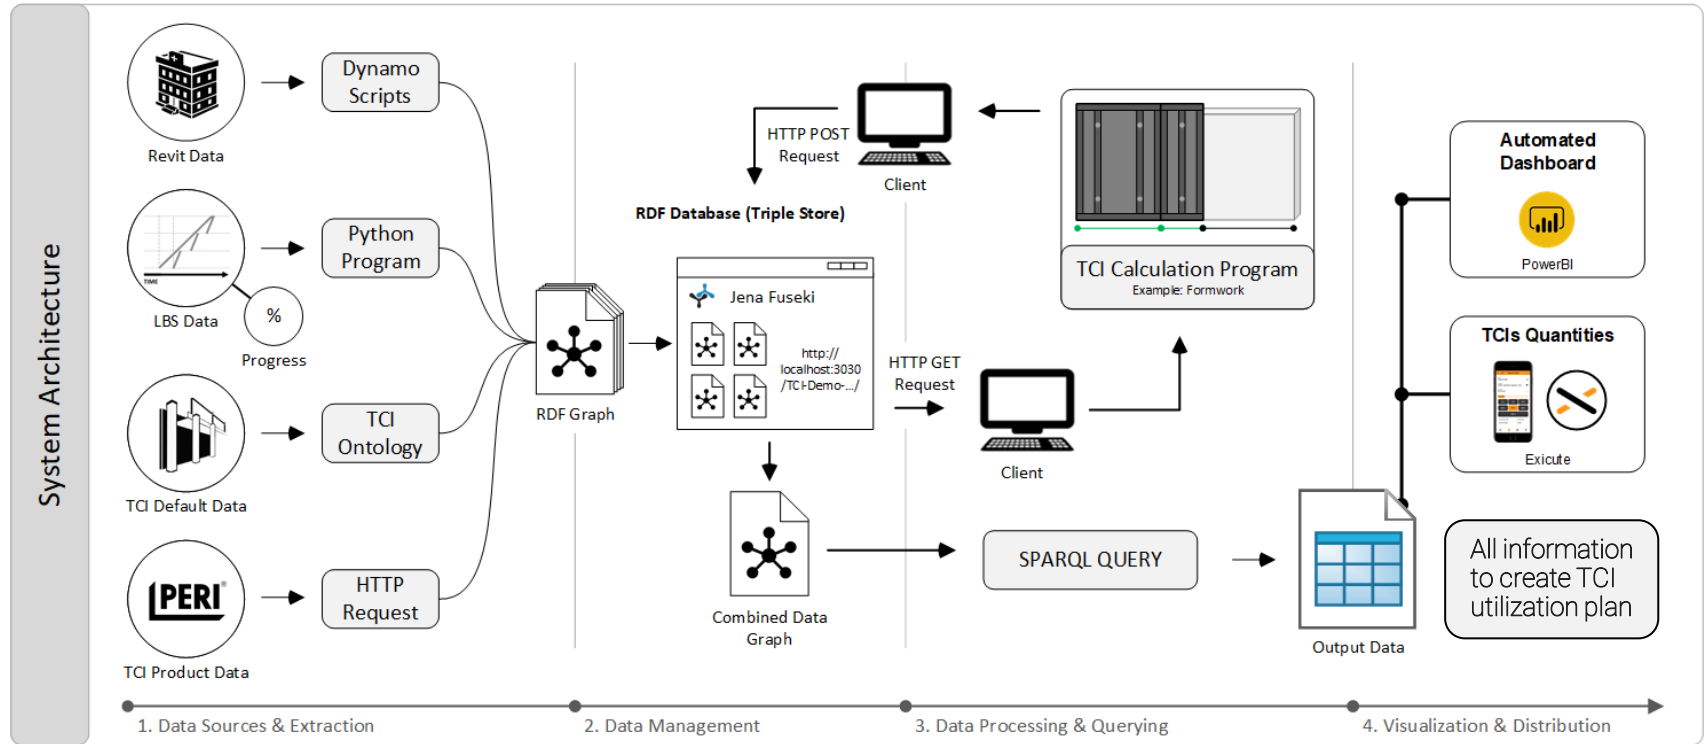 System Architecture
Revit Data
Dynamo
Scripts
TIME
LBS Data
%
Progress
Python
Program
TCI Default Data
TCI
Ontology
PERI®
TCI Product Data
HTTP
Request
RDF Graph
HTTP POST
Request
Client
RDF Database (Triple Store)
Jena Fuseki
http://
localhost:3030
/TCI-Demo-.../
HTTP GET
Request
Client
TCI Calculation Program
Example: Formwork
Combined Data
Graph
SPARQL QUERY
Output Data
Automated
Dashboard
PowerBI
TCIs Quantities
Exicute
All information
to create TCI
utilization plan
1. Data Sources & Extraction
2. Data Management
3. Data Processing & Querying
4. Visualization & Distribution